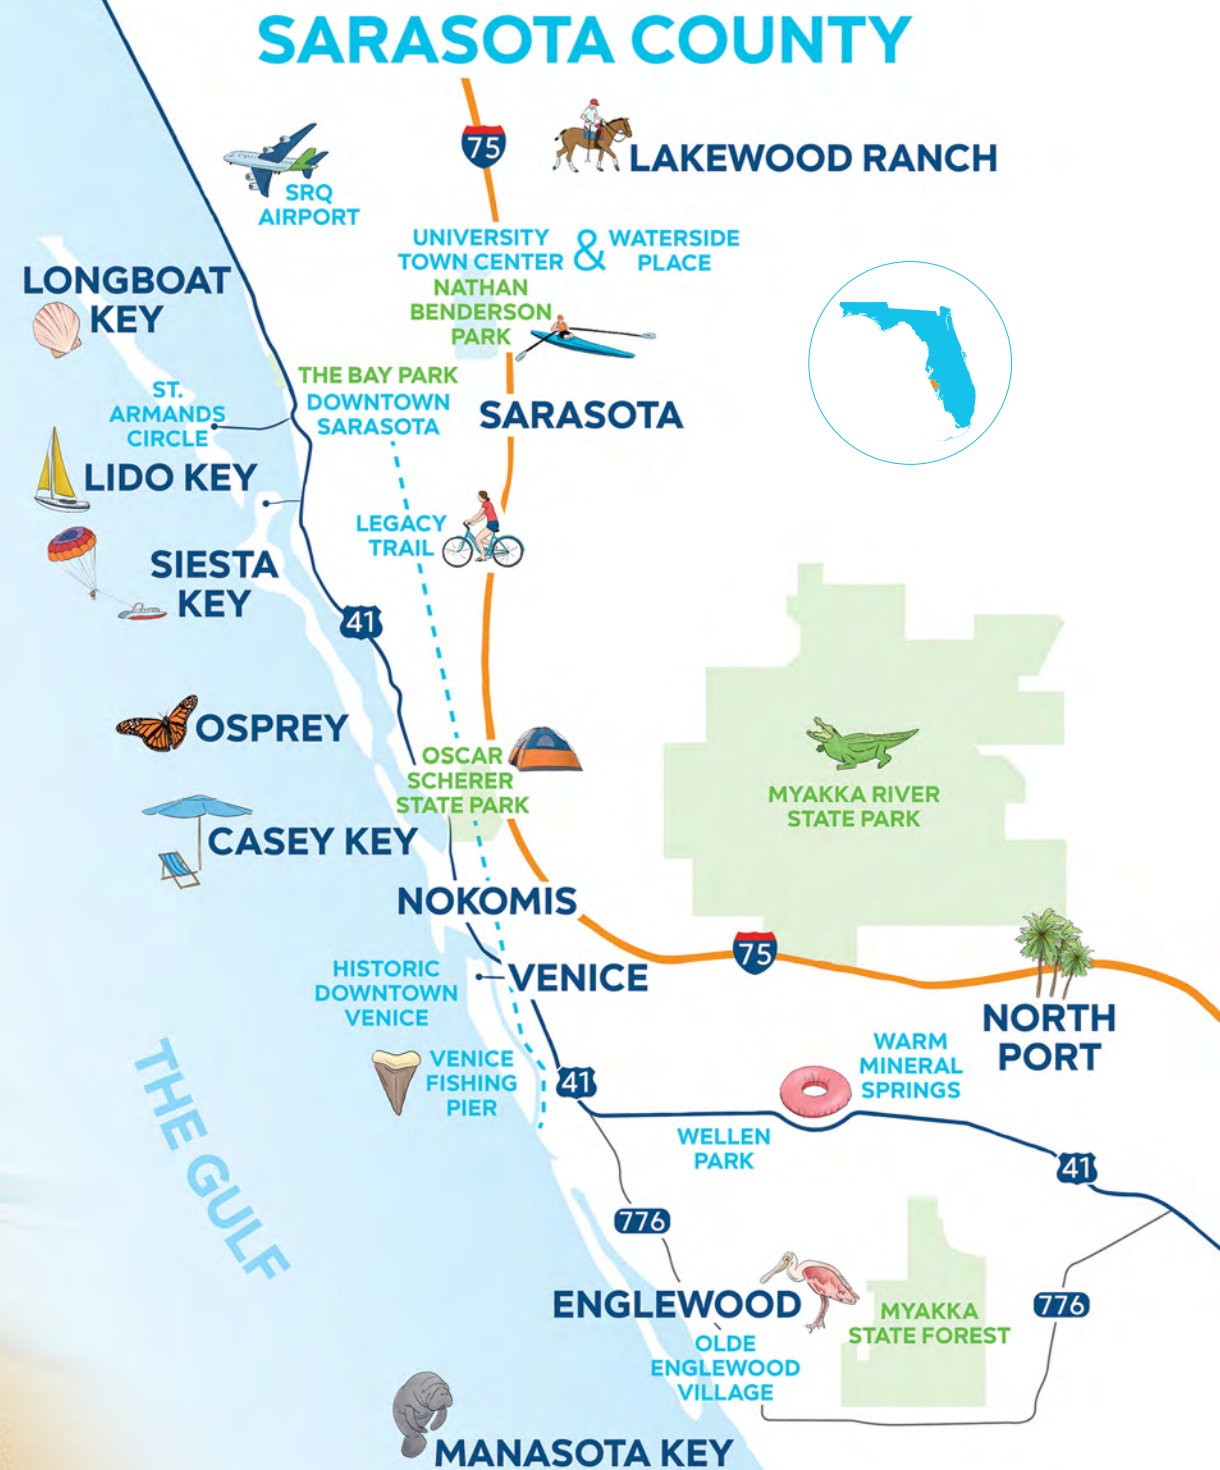 SARASOTA COUNTY
75
LAKEWOOD RANCH
SRQ
AIRPORT
UNIVERSITY
TOWN CENTER
&
WATERSIDE
PLACE
NATHAN
BENDERSON
PARK
LONGBOAT
KEY
THE BAY PARK
DOWNTOWN
SARASOTA
SARASOTA
ST.
ARMANDS
CIRCLE
LIDO KEY
LEGACY
TRAIL
SIESTA
KEY
41
OSPREY
OSCAR
SCHERER
STATE PARK
MYAKKA RIVER
STATE PARK
CASEY KEY
NOKOMIS
75
HISTORIC
DOWNTOWN
VENICE
VENICE
NORTH
PORT
WARM
MINERAL
SPRINGS
VENICE
FISHING
PIER
41
THE GULF
WELLEN
PARK
41
776
ENGLEWOOD
776
MYAKKA
STATE FOREST
OLDE
ENGLEWOOD
VILLAGE
MANASOTA KEY